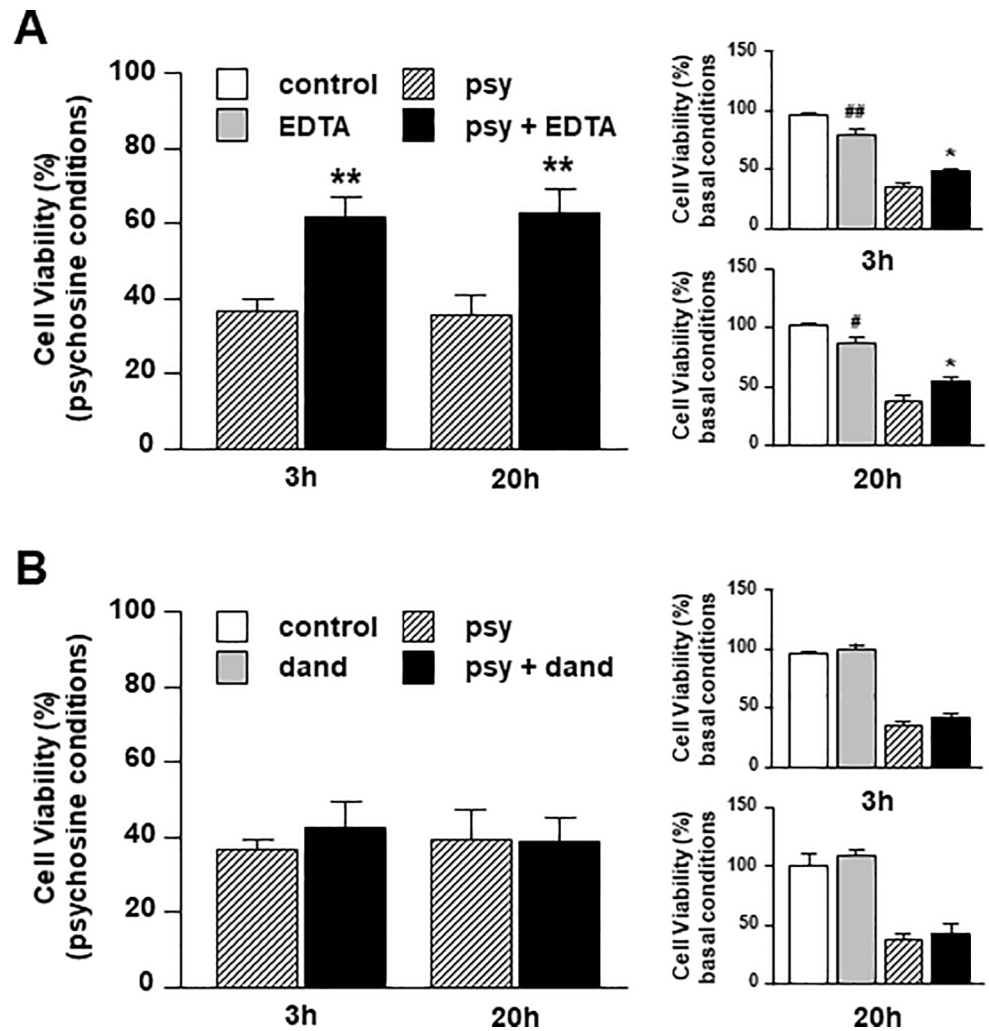 A
Cell Viability (%)
(psychosine conditions)
100
80
60
40
20
0
control
psy
EDTA
psy + EDTA
**
**
3h
20h
Cell Viability (%)
basal conditions
150
100
50
0
##
*
3h
Cell Viability (%)
basal conditions
150
100
50
0
#
*
20h
B
Cell Viability (%)
(psychosine conditions)
100
80
60
40
20
0
control
psy
dand
psy + dand
3h
20h
Cell Viability (%)
basal conditions
150
100
50
0
3h
Cell Viability (%)
basal conditions
150
100
50
0
20h